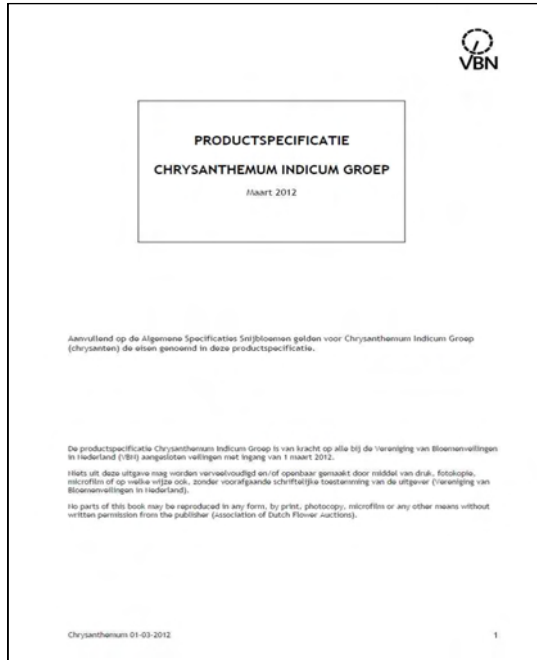 VBN
PRODUCTSPECIFICATIE
CHRYSANTHEMUM INDICUM GROEP
Maart 2012
Aanvullend op de Algemene Specificaties Snijbloemen gelden voor Chrysanthemum Indicum Groep
(chrysanten) de eisen genoemd in deze productspecificatie.
De productspecificatie Chrysanthemum Indicum Groep is van kracht op alle bij de Vereniging van Bloemenveilingen
in Nederland (VBN) aangesloten veilingen met ingang van 1 maart 2012.
Niets uit deze uitgave mag worden verveelvoudigd en/of openbaar gemaakt door middel van druk, fotokopie,
microfilm of op welke wijze ook, zonder voorafgaande schriftelijke toestemming van de uitgever (Vereniging van
Bloemenveilingen in Nederland).
No parts of this book may be reproduced in any form, by print, photocopy, microfilm or any other means without
written permission from the publisher (Association of Dutch Flower Auctions).
Chrysanthemum 01-03-2012 1